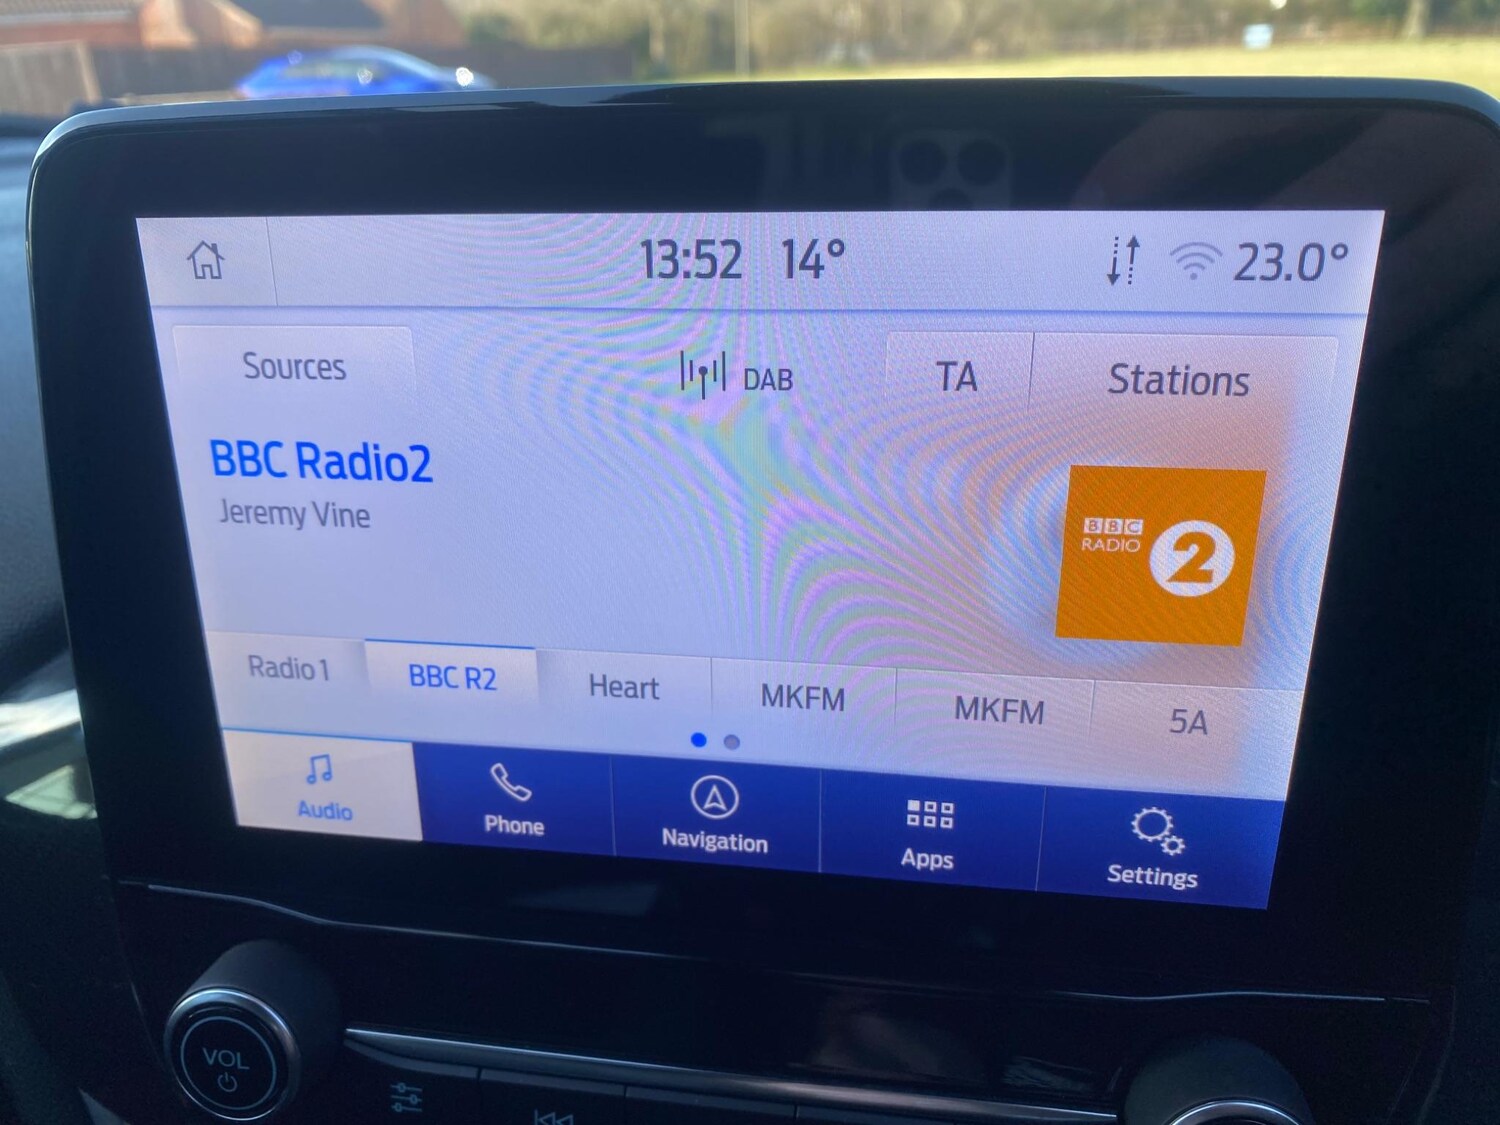 13:52 14° 23.0°
Sources DAB TA Stations
BBC Radio2
Jeremy Vine
BBC
RADIO 2
Radio 1 BBC R2 Heart MKFM MKFM 5A
Audio Phone Navigation Apps Settings
VOL